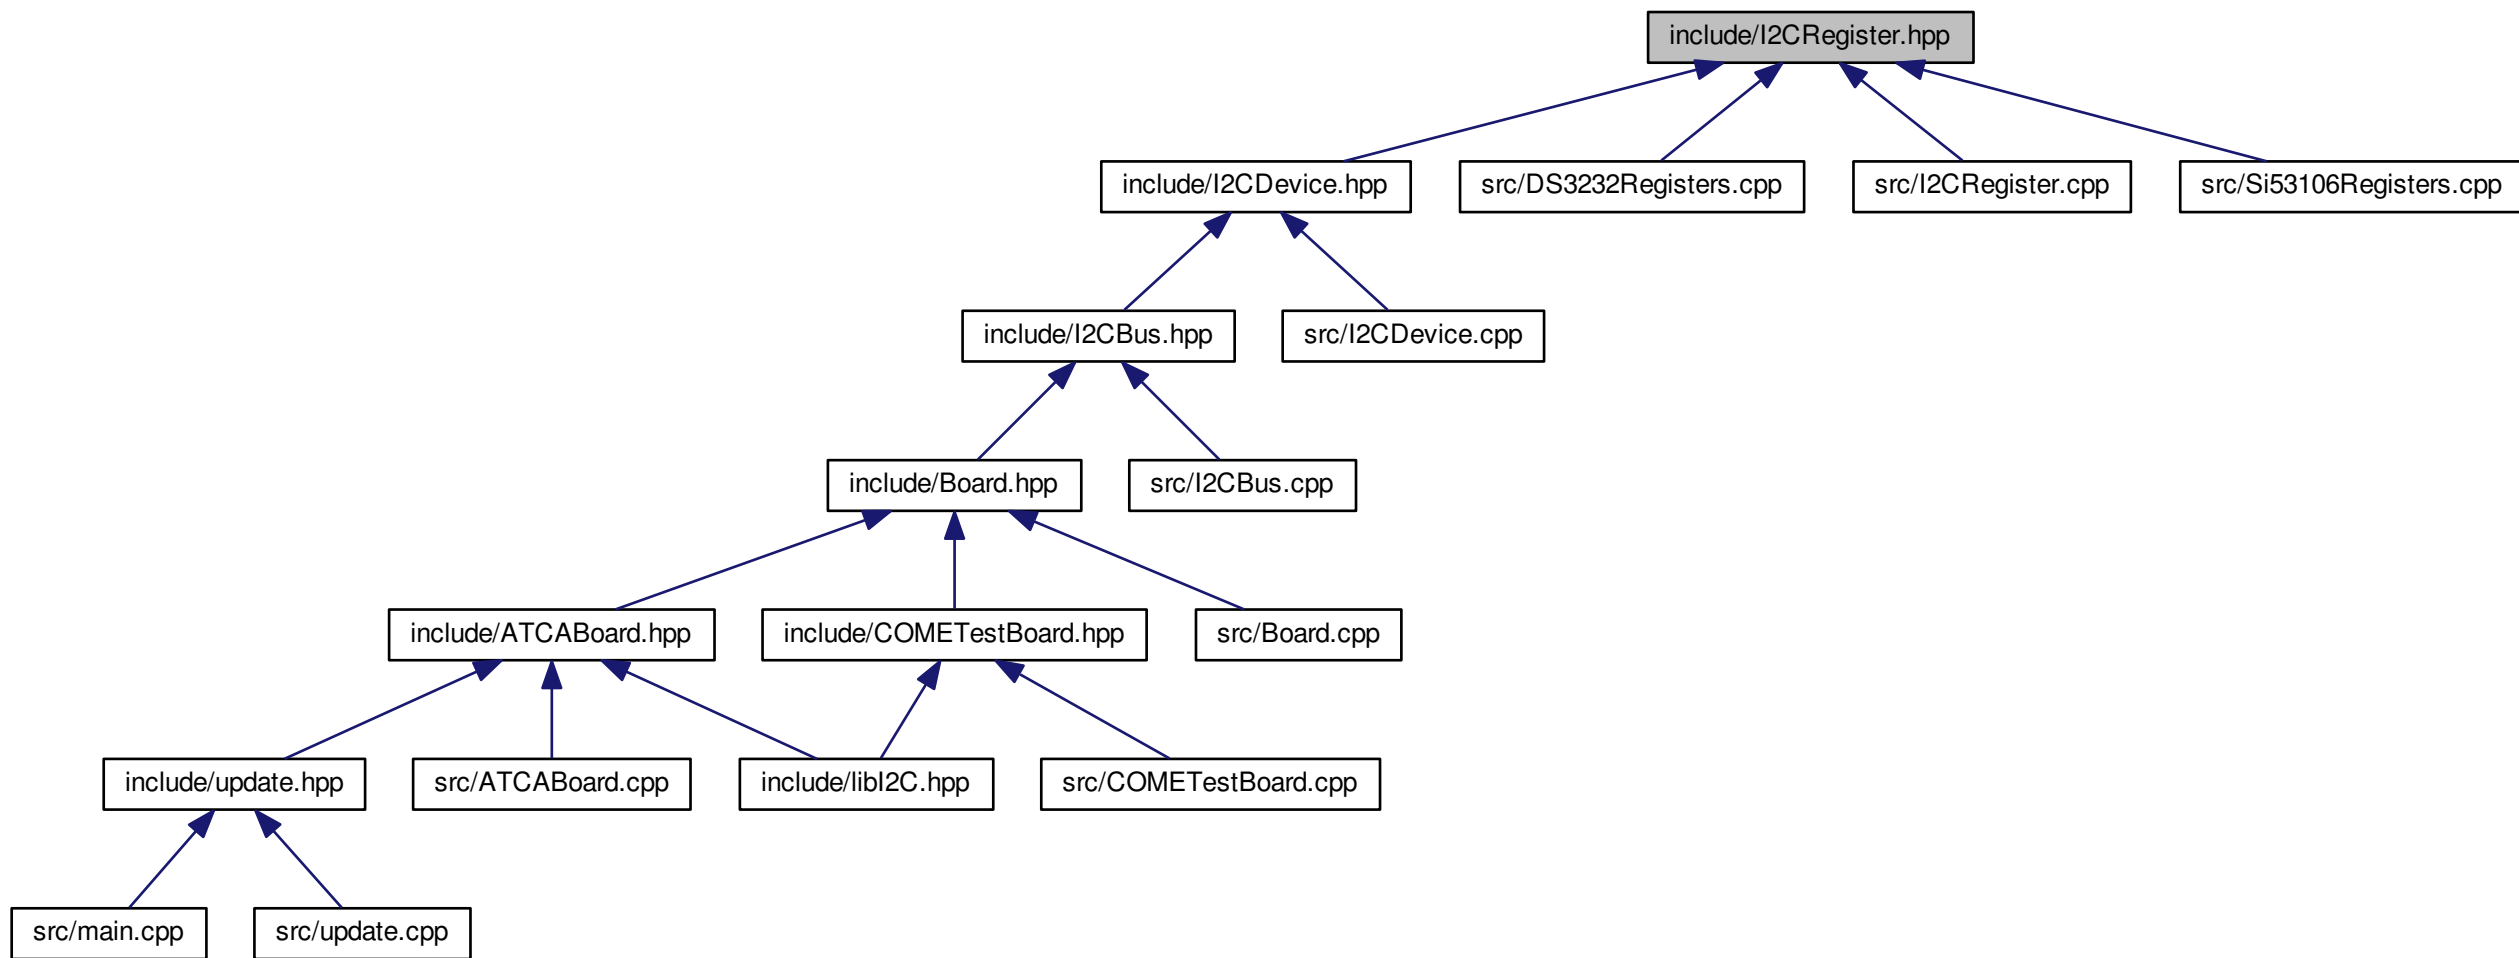 include/I2CRegister.hpp
include/I2CDevice.hpp
src/DS3232Registers.cpp
src/I2CRegister.cpp
src/Si53106Registers.cpp
include/I2CBus.hpp
src/I2CDevice.cpp
include/Board.hpp
src/I2CBus.cpp
include/ATCABoard.hpp
include/COMETestBoard.hpp
src/Board.cpp
include/update.hpp
src/ATCABoard.cpp
include/libI2C.hpp
src/COMETestBoard.cpp
src/main.cpp
src/update.cpp